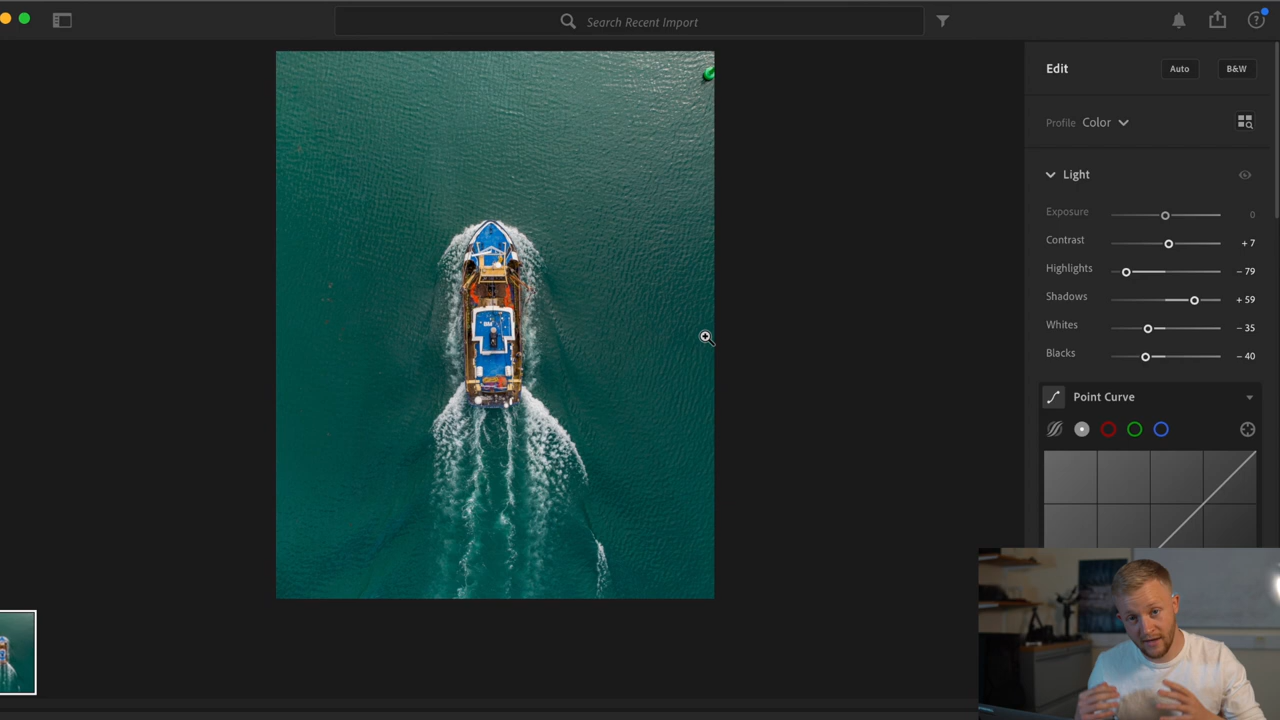 Search Recent Import
?
Edit
Auto
B&W
Profile Color
Light
Exposure 0
Contrast + 7
Highlights – 79
Shadows + 59
Whites – 35
Blacks – 40
Point Curve